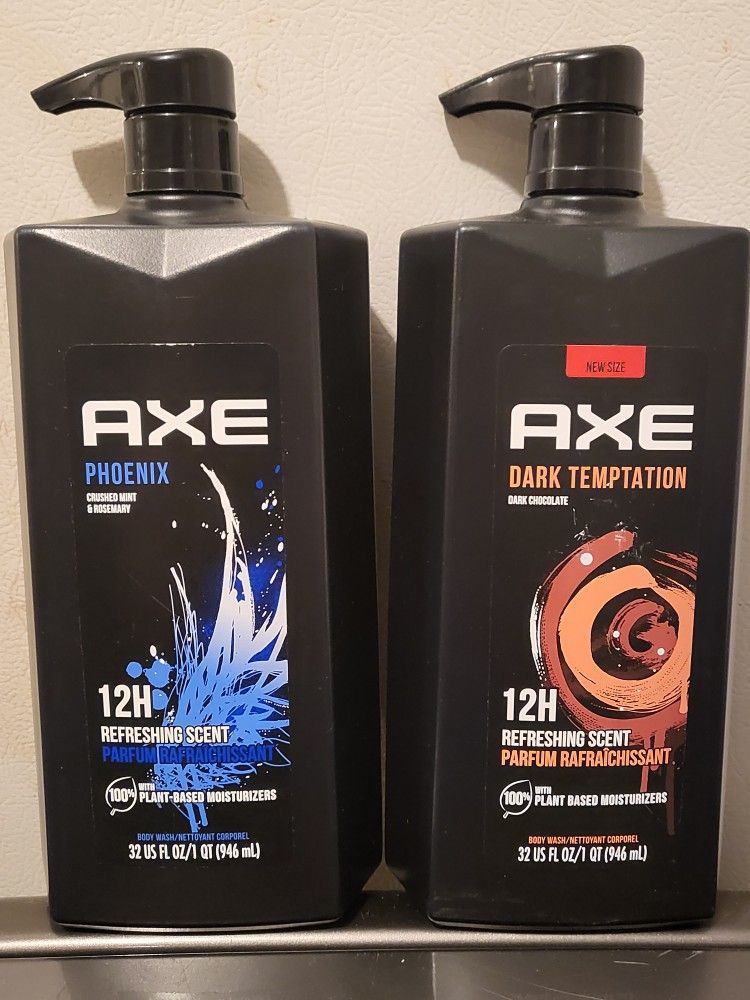 AXE
PHOENIX
CRUSHED MINT
& ROSEMARY
12H
REFRESHING SCENT
PARFUM RAFRAÎCHISSANT
100%
WITH
PLANT-BASED MOISTURIZERS
BODY WASH/NETTOYANT CORPOREL
32 US FL OZ/1 QT (946 mL)
NEW SIZE
AXE
DARK TEMPTATION
DARK CHOCOLATE
12H
REFRESHING SCENT
PARFUM RAFRAÎCHISSANT
100%
WITH
PLANT BASED MOISTURIZERS
BODY WASH/NETTOYANT CORPOREL
32 US FL OZ/1 QT (946 mL)